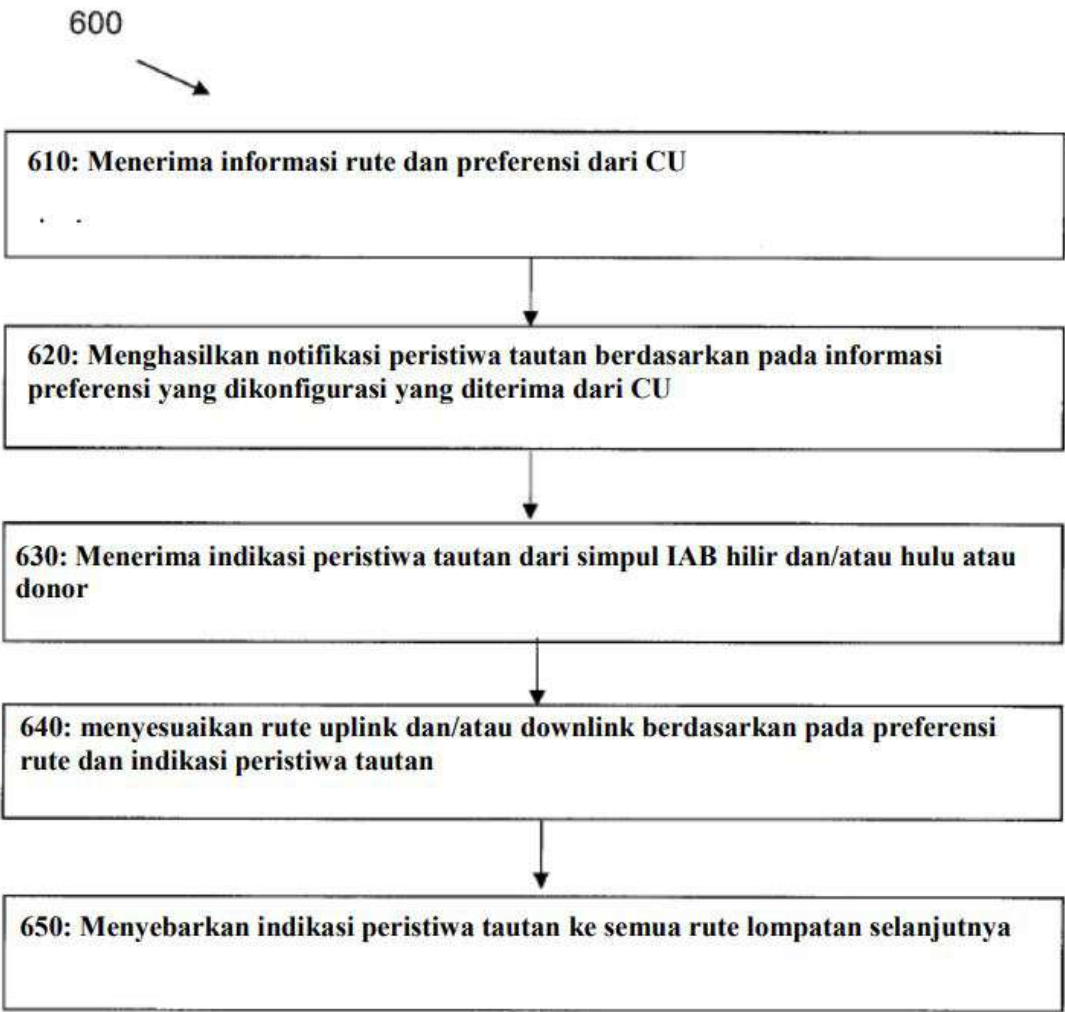 600
610: Menerima informasi rute dan preferensi dari CU
620: Menghasilkan notifikasi peristiwa tautan berdasarkan pada informasi
preferensi yang dikonfigurasi yang diterima dari CU
630: Menerima indikasi peristiwa tautan dari simpul IAB hilir dan/atau hulu atau
donor
640: menyesuaikan rute uplink dan/atau downlink berdasarkan pada preferensi
rute dan indikasi peristiwa tautan
650: Menyebarkan indikasi peristiwa tautan ke semua rute lompatan selanjutnya